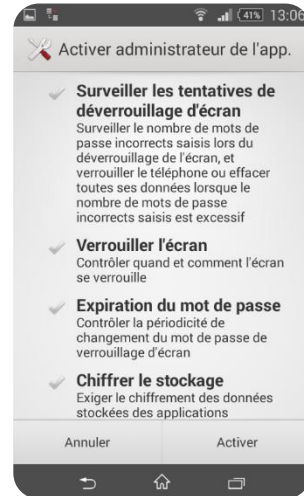 41% 13:06
Activer administrateur de l'app.
Surveiller les tentatives de
déverrouillage d'écran
Surveiller le nombre de mots de
passe incorrects saisis lors du
déverrouillage de l'écran, et
verrouiller le téléphone ou effacer
toutes ses données lorsque le
nombre de mots de passe
incorrects saisis est excessif
Verrouiller l'écran
Contrôler quand et comment l'écran
se verrouille
Expiration du mot de passe
Contrôler la périodicité de
changement du mot de passe de
verrouillage d'écran
Chiffrer le stockage
Exiger le chiffrement des données
stockées des applications
Annuler Activer